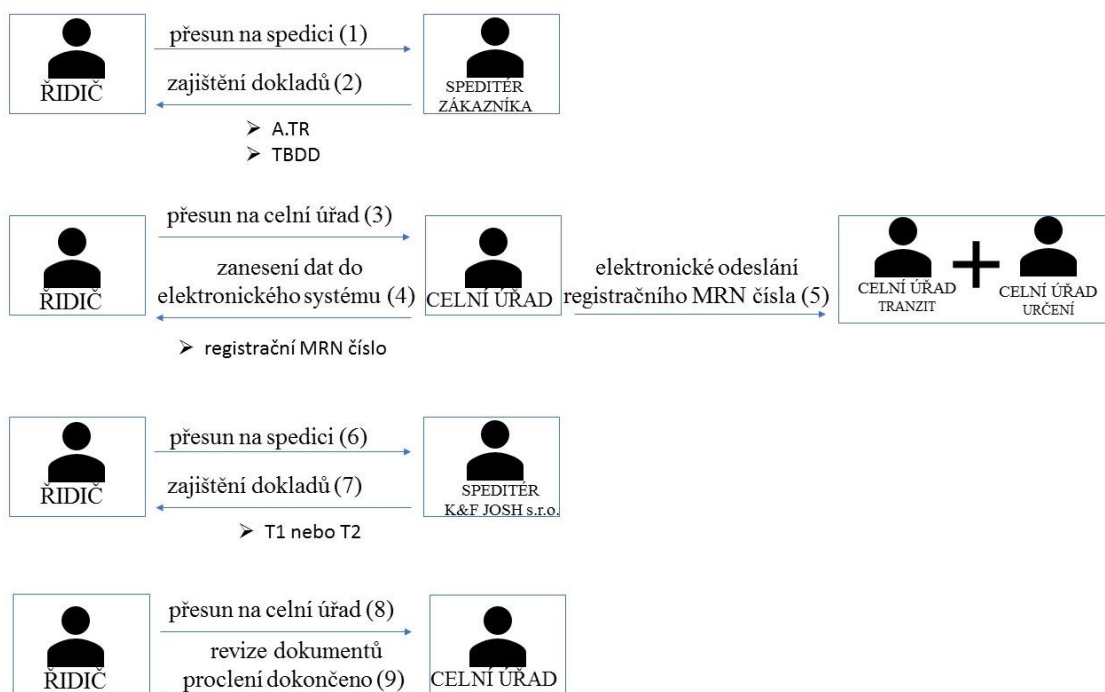 přesun na spedici (1)
ŘIDIČ
zajištění dokladů (2)
SPEDITÉR
ZÁKAZNÍKA
➢ A.TR
➢ TBDD
přesun na celní úřad (3)
ŘIDIČ
zanesení dat do
elektronického systému (4)
CELNÍ ÚŘAD
elektronické odeslání
registračního MRN čísla (5)
CELNÍ ÚŘAD
TRANZIT
CELNÍ ÚŘAD
URČENÍ
➢ registrační MRN číslo
přesun na spedici (6)
ŘIDIČ
zajištění dokladů (7)
SPEDITÉR
K&F JOSH s.r.o.
➢ T1 nebo T2
přesun na celní úřad (8)
ŘIDIČ
revize dokumentů
proclení dokončeno (9)
CELNÍ ÚŘAD